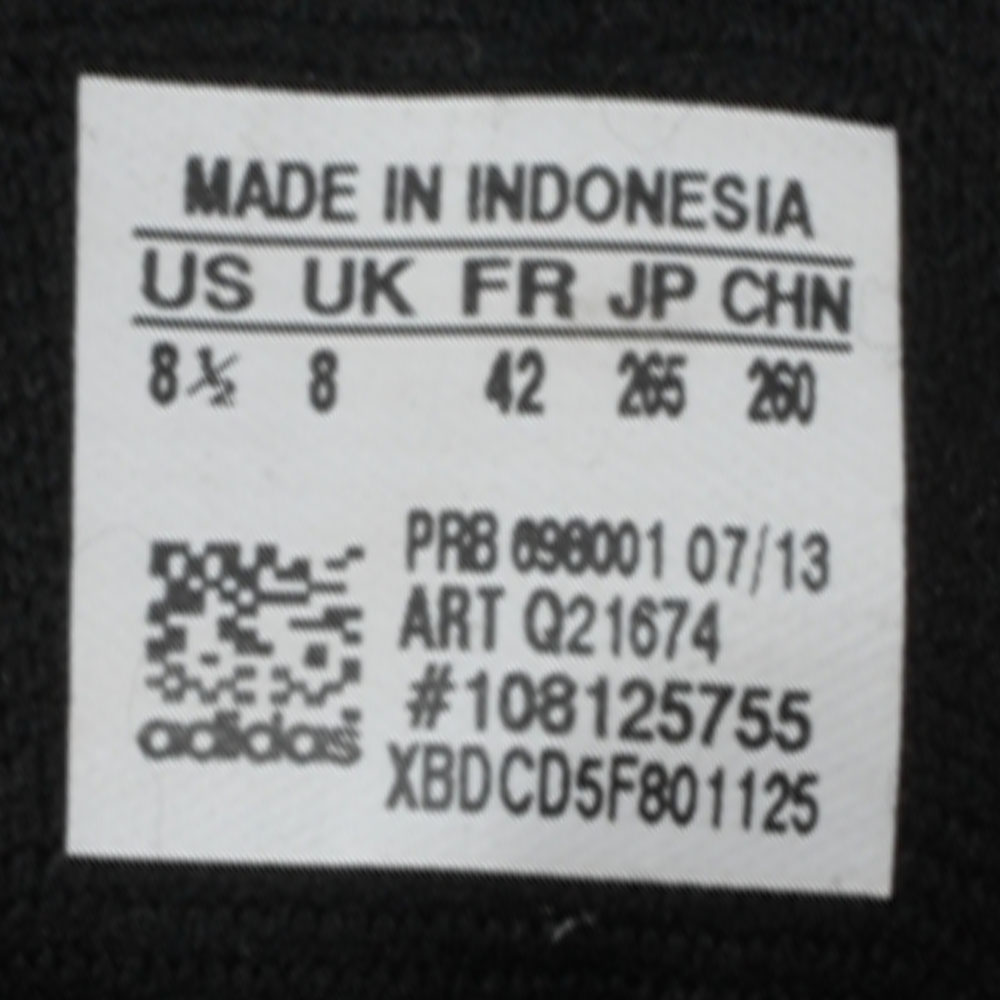 MADE IN INDONESIA
US UK FR JP CHN
8½ 8 42 265 260
PRB 698001 07/13
ART Q21674
#108125755
adidas
XBDCD5F801125